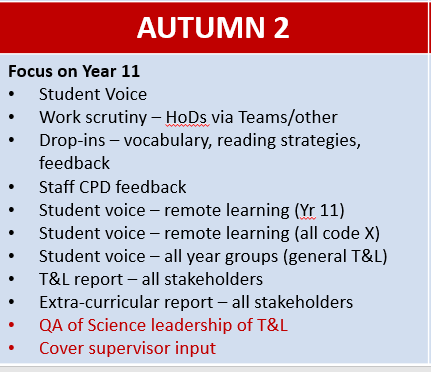 AUTUMN 2
Focus on Year 11
• Student Voice
• Work scrutiny – HoDs via Teams/other
• Drop-ins – vocabulary, reading strategies,
feedback
• Staff CPD feedback
• Student voice – remote learning (Yr 11)
• Student voice – remote learning (all code X)
• Student voice – all year groups (general T&L)
• T&L report – all stakeholders
• Extra-curricular report – all stakeholders
• QA of Science leadership of T&L
• Cover supervisor input